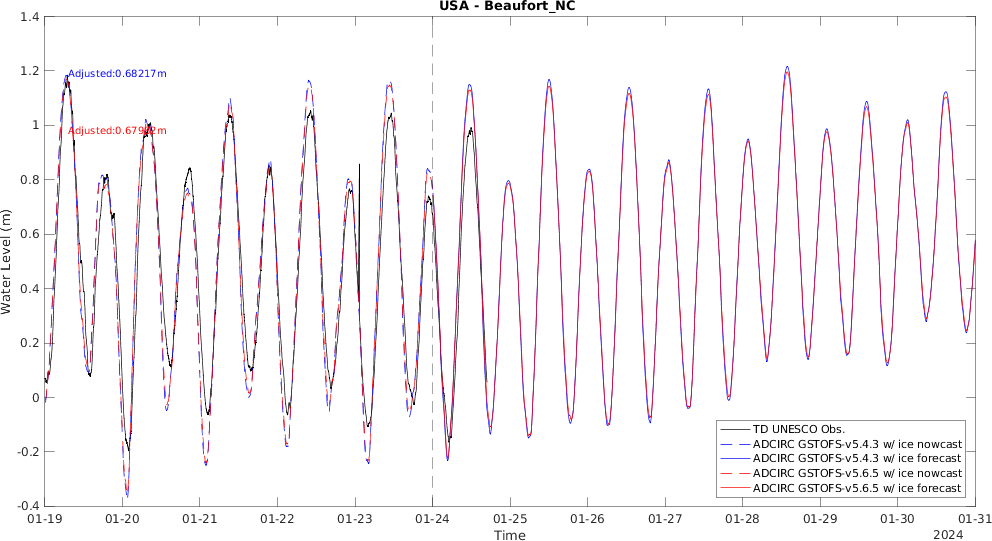 USA - Beaufort_NC
1.4
1.2
1
0.8
0.6
0.4
0.2
0
-0.2
-0.4
Water Level (m)
Adjusted:0.68217m
TD UNESCO Obs.
ADCIRC GSTOFS-v5.4.3 w/ ice nowcast
ADCIRC GSTOFS-v5.4.3 w/ ice forecast
ADCIRC GSTOFS-v5.6.5 w/ ice nowcast
ADCIRC GSTOFS-v5.6.5 w/ ice forecast
01-19 01-20 01-21 01-22 01-23 01-24 01-25 01-26 01-27 01-28 01-29 01-30 01-31
Time
2024